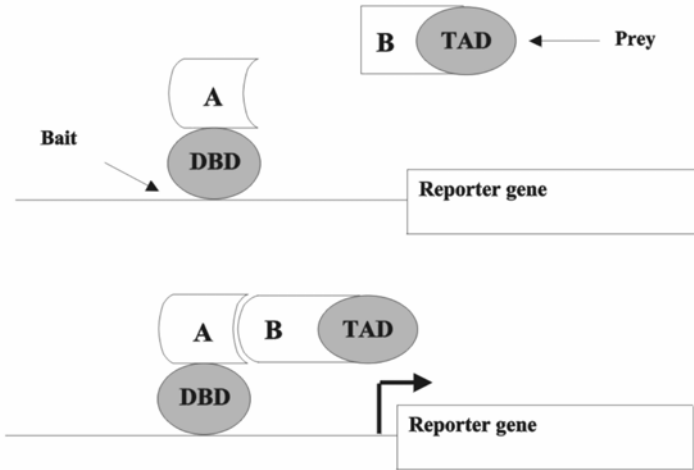 B TAD Prey
A
Bait
DBD
Reporter gene
A B TAD
DBD
Reporter gene